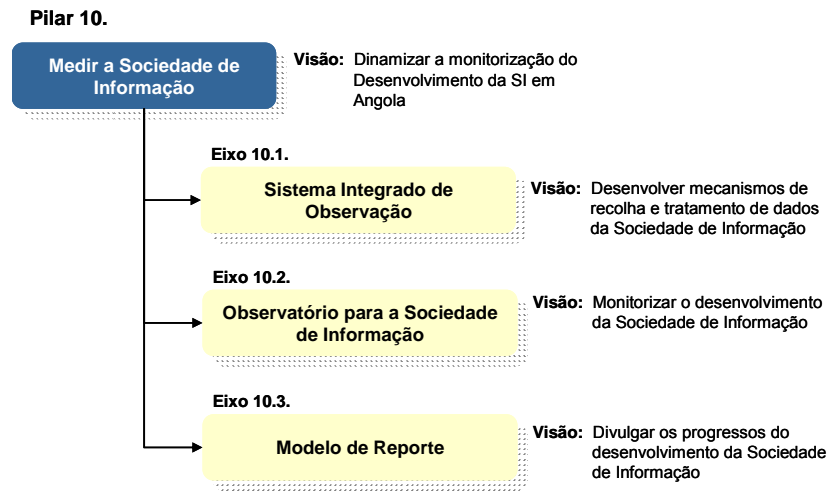 Pilar 10.
Medir a Sociedade de
Informação
Visão: Dinamizar a monitorização do
Desenvolvimento da SI em
Angola
Eixo 10.1.
Sistema Integrado de
Observação
Visão: Desenvolver mecanismos de
recolha e tratamento de dados
da Sociedade de Informação
Eixo 10.2.
Observatório para a Sociedade
de Informação
Visão: Monitorizar o desenvolvimento
da Sociedade de Informação
Eixo 10.3.
Modelo de Reporte
Visão: Divulgar os progressos do
desenvolvimento da Sociedade
de Informação